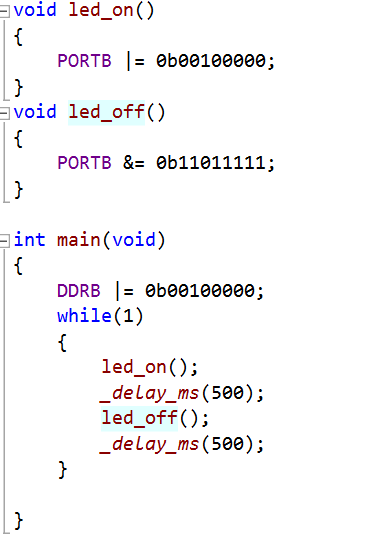 void led_on()
{
    PORTB |= 0b00100000;
}
void led_off()
{
    PORTB &= 0b11011111;
}

int main(void)
{
    DDRB |= 0b00100000;
    while(1)
    {
        led_on();
        _delay_ms(500);
        led_off();
        _delay_ms(500);
    }

}